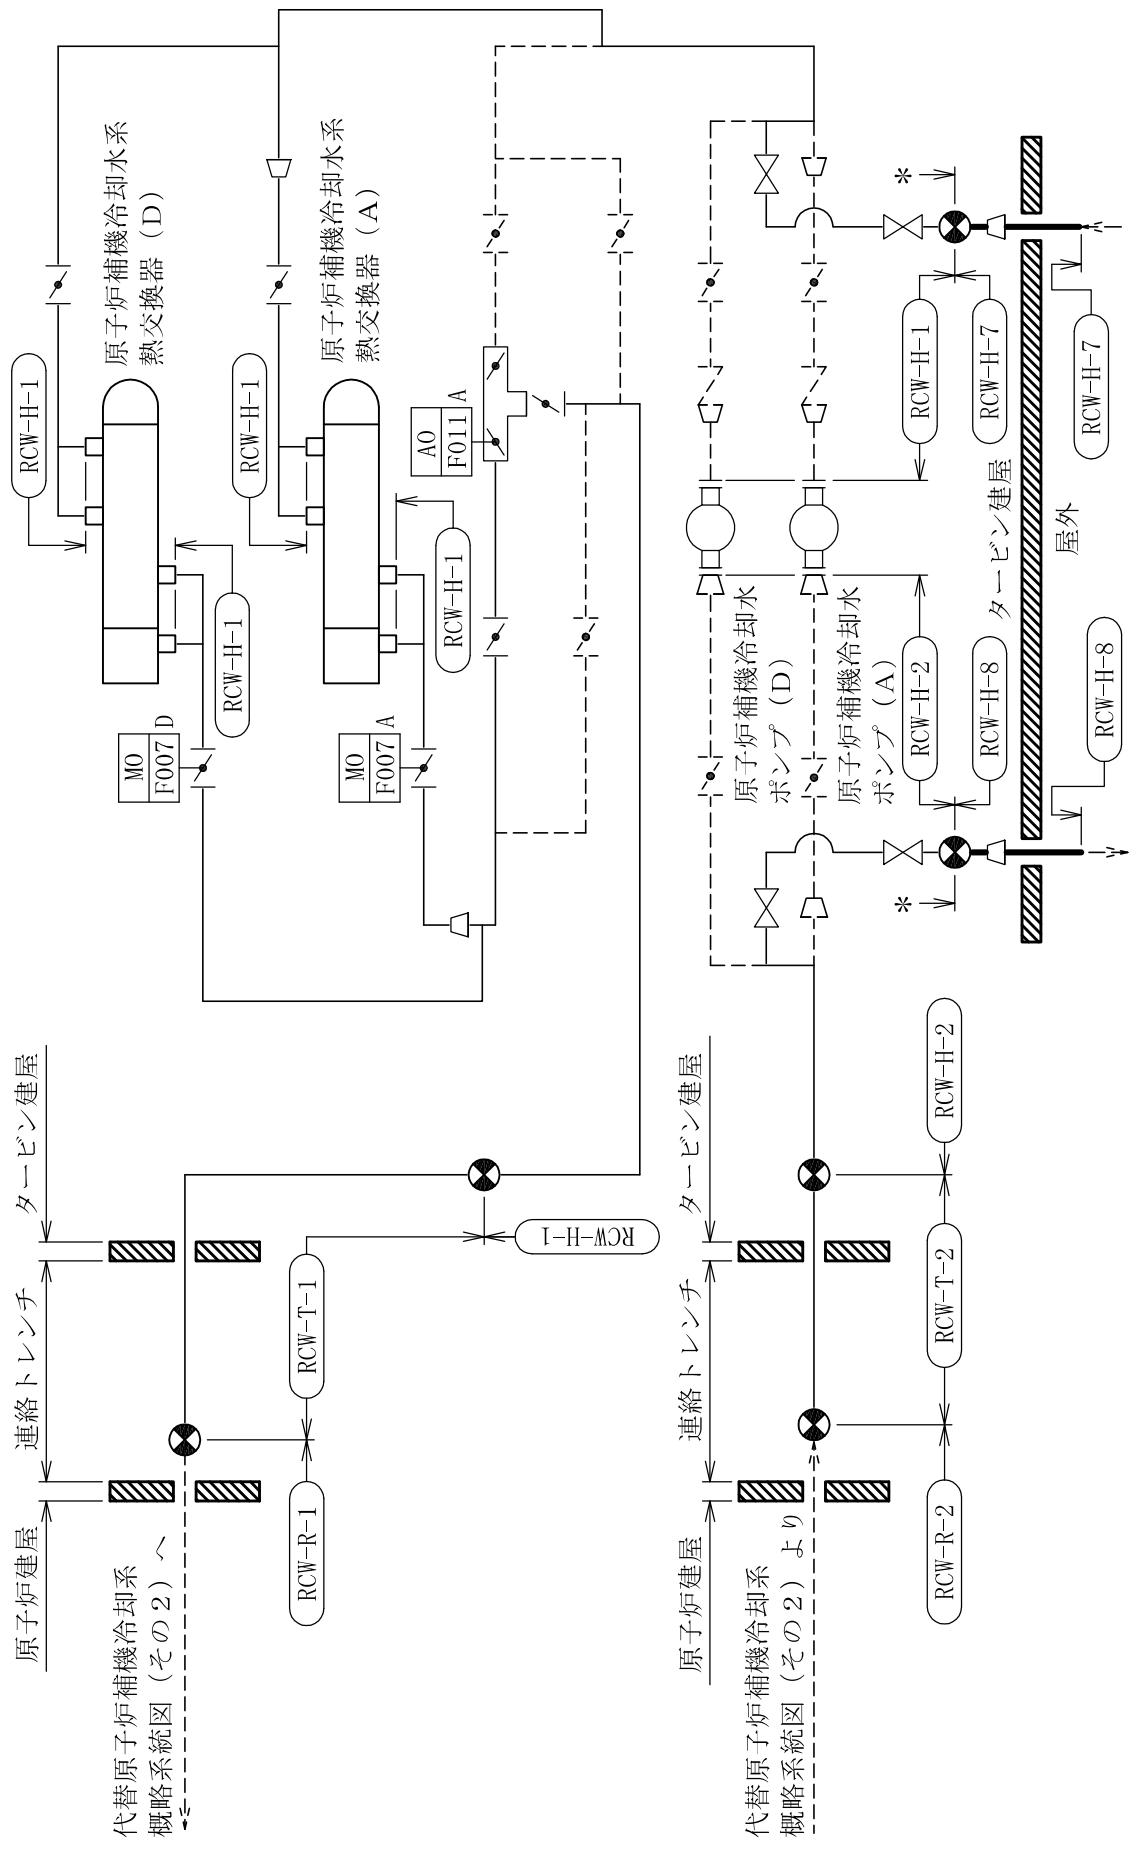 原子炉建屋
連絡トレンチ
タービン建屋
代替原子炉補機冷却系
概略系統図（その2）へ
RCW-R-1
RCW-T-1
RCW-H-1
MO
F007
D
RCW-H-1
RCW-H-1
原子炉補機冷却水系
熱交換器（D）
MO
F007
A
RCW-H-1
RCW-H-1
原子炉補機冷却水系
熱交換器（A）
AO
F011
A
原子炉建屋
連絡トレンチ
タービン建屋
代替原子炉補機冷却系
概略系統図（その2）より
RCW-R-2
RCW-T-2
RCW-H-2
原子炉補機冷却水
ポンプ（D）
原子炉補機冷却水
ポンプ（A）
*
RCW-H-2
RCW-H-8
RCW-H-1
RCW-H-7
*
タービン建屋
屋外
RCW-H-8
RCW-H-7